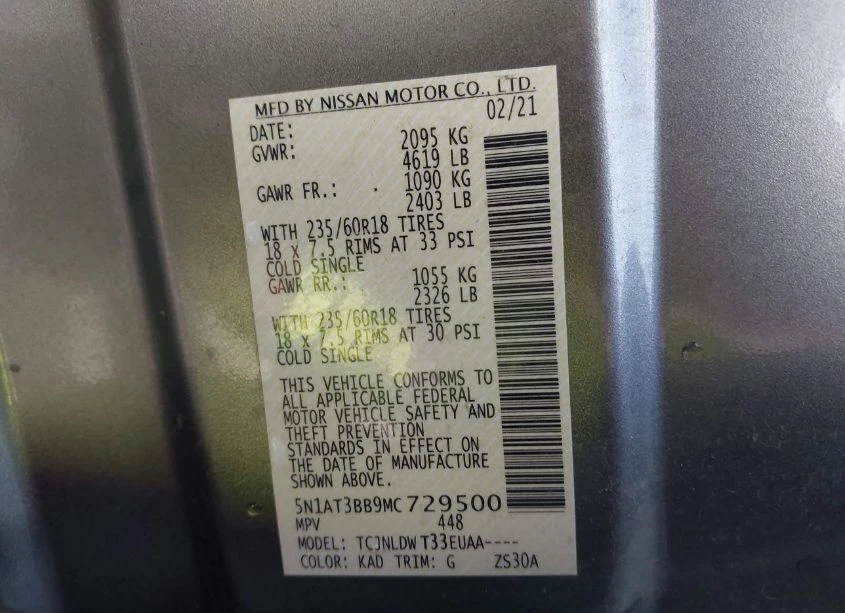 MFD BY NISSAN MOTOR CO., LTD.
DATE: 02/21
GVWR: 2095 KG
4619 LB
GAWR FR.: 1090 KG
2403 LB
WITH 235/60R18 TIRES
18 X 7.5 RIMS AT 33 PSI
COLD SINGLE
GAWR RR.: 1055 KG
2326 LB
WITH 235/60R18 TIRES
18 X 7.5 RIMS AT 30 PSI
COLD SINGLE
THIS VEHICLE CONFORMS TO
ALL APPLICABLE FEDERAL
MOTOR VEHICLE SAFETY AND
THEFT PREVENTION
STANDARDS IN EFFECT ON
THE DATE OF MANUFACTURE
SHOWN ABOVE.
5N1AT3BB9MC729500
MPV 448
MODEL: TCJNLDW T33EUAA----
COLOR: KAD TRIM: G ZS30A